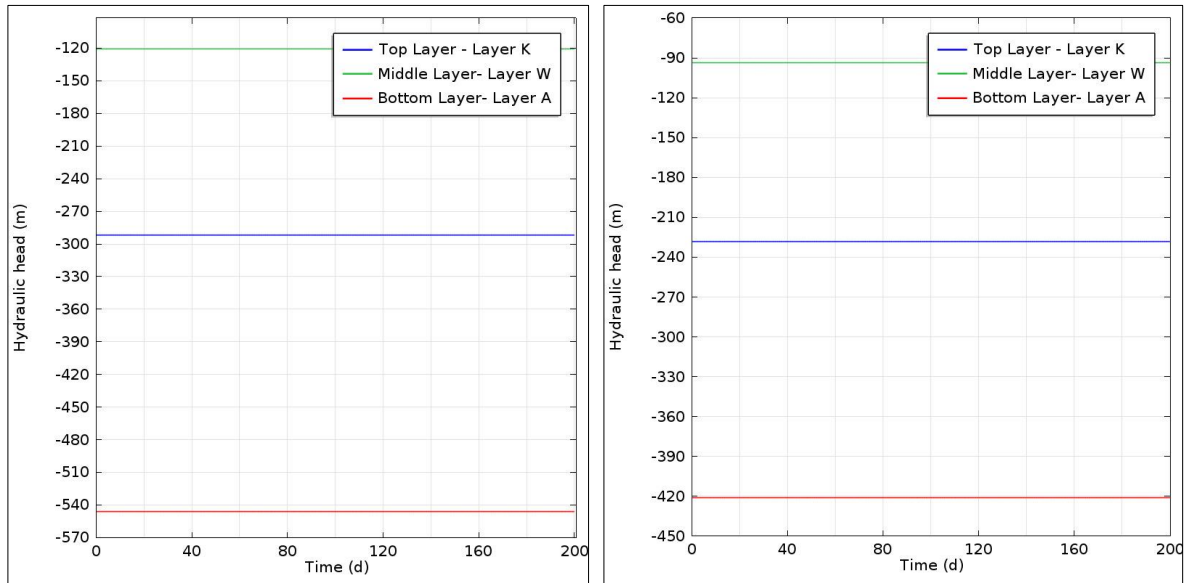 -120
-150
-180
-210
-240
-270
-300
-330
-360
-390
-420
-450
-480
-510
-540
-570
Hydraulic head (m)
0 40 80 120 160 200
Time (d)
Top Layer - Layer K
Middle Layer- Layer W
Bottom Layer- Layer A
-60
-90
-120
-150
-180
-210
-240
-270
-300
-330
-360
-390
-420
-450
Hydraulic head (m)
0 40 80 120 160 200
Time (d)
Top Layer - Layer K
Middle Layer- Layer W
Bottom Layer- Layer A